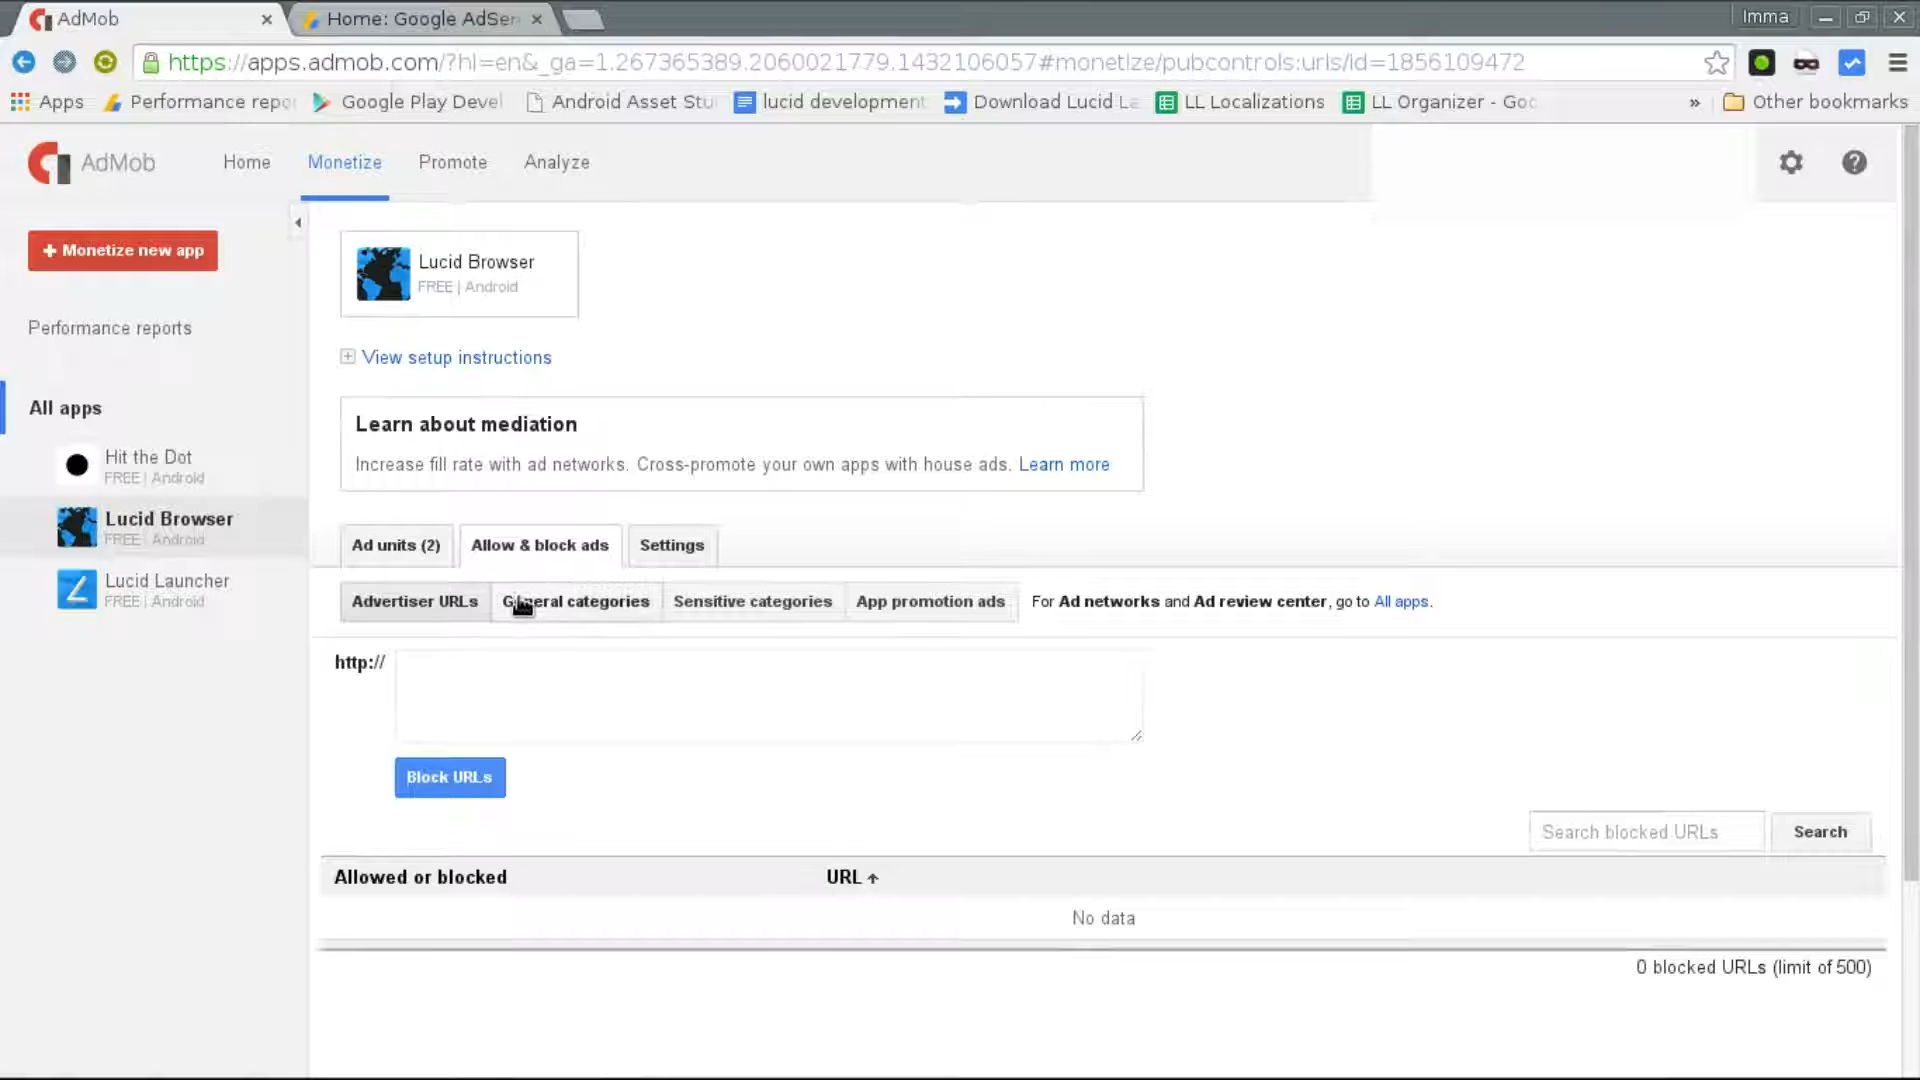 AdMob
Home: Google AdSen
Imma
https://apps.admob.com/?hl=en&_ga=1.267365389.2060021779.1432106057#monetize/pubcontrols:urls/id=1856109472
Apps Performance repo Google Play Devel Android Asset Stu lucid development Download Lucid La LL Localizations LL Organizer - Goo » Other bookmarks
AdMob Home Monetize Promote Analyze
+ Monetize new app
Performance reports
All apps
Hit the Dot
FREE | Android
Lucid Browser
FREE | Android
Lucid Launcher
FREE | Android
Lucid Browser
FREE | Android
View setup instructions
Learn about mediation
Increase fill rate with ad networks. Cross-promote your own apps with house ads. Learn more
Ad units (2) Allow & block ads Settings
Advertiser URLs General categories Sensitive categories App promotion ads For Ad networks and Ad review center, go to All apps.
http://
Block URLs
Search blocked URLs Search
Allowed or blocked URL ↑
No data
0 blocked URLs (limit of 500)